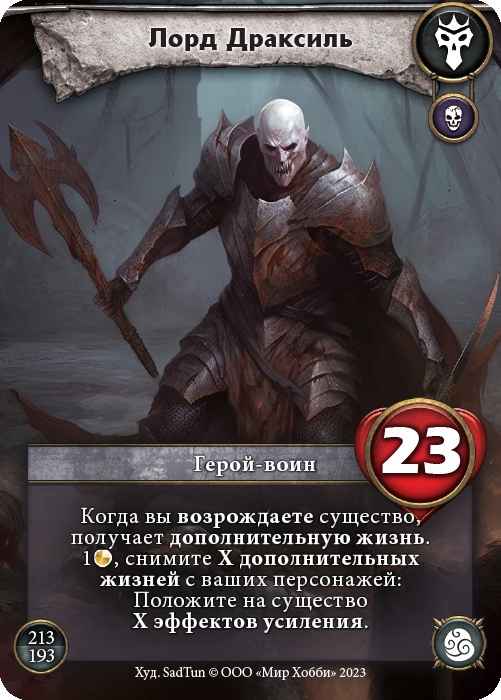 Лорд Драксиль
Герой-воин
23
Когда вы возрождаете существо,
получает дополнительную жизнь.
1, снимите X дополнительных
жизней с ваших персонажей:
Положите на существо
X эффектов усиления.
213
193
Худ. SadTun © ООО «Мир Хобби» 2023